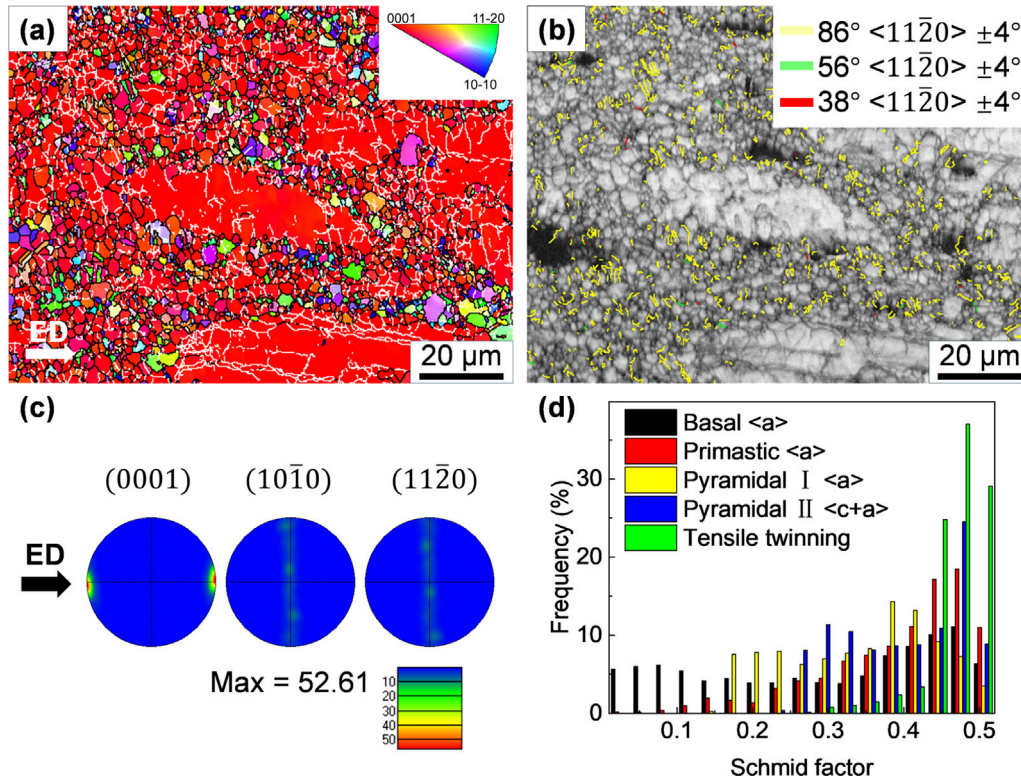 (a)
0001
11-20
10-10
ED
20 µm
(b)
86° <112̅0> ±4°
56° <112̅0> ±4°
38° <112̅0> ±4°
20 µm
(c)
(0001)
(101̅0)
(112̅0)
ED
Max = 52.61
10
20
30
40
50
(d)
Basal <a>
Primastic <a>
Pyramidal Ⅰ <a>
Pyramidal Ⅱ <c+a>
Tensile twinning
Frequency (%)
30
20
10
0
0.1 0.2 0.3 0.4 0.5
Schmid factor